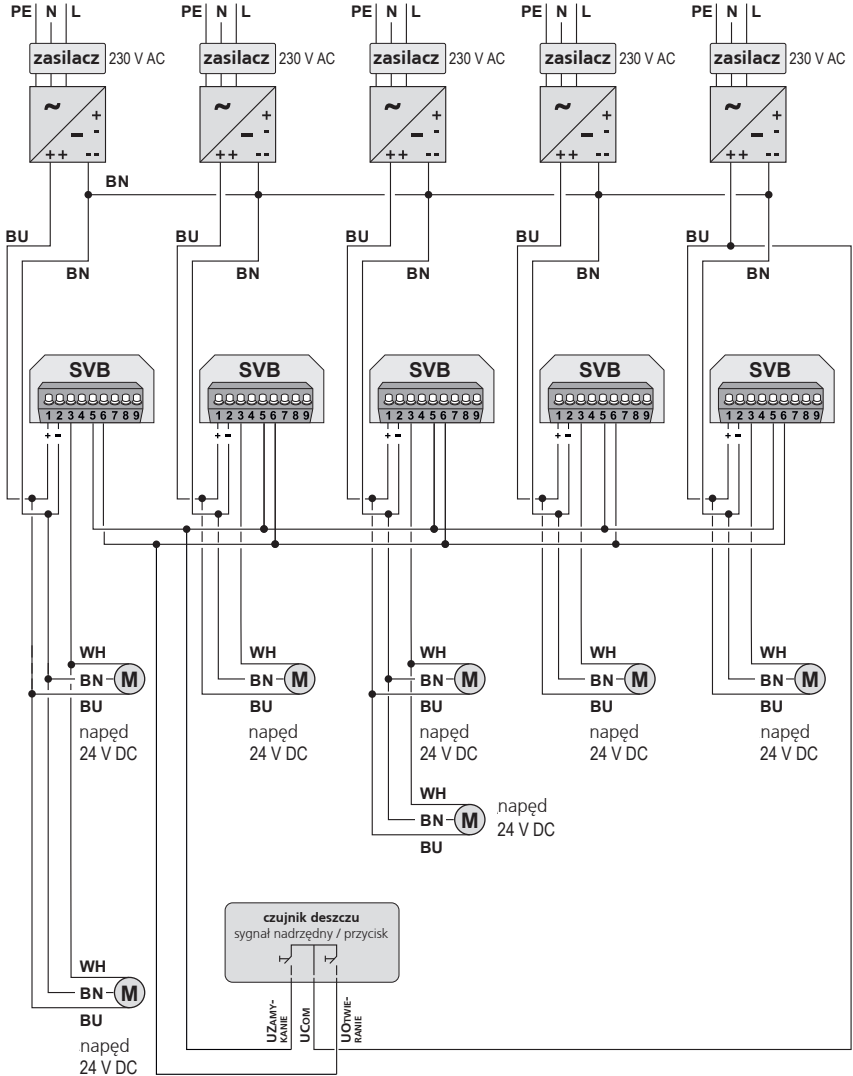 PE N L PE N L PE N L PE N L PE N L
zasilacz 230 V AC zasilacz 230 V AC zasilacz 230 V AC zasilacz 230 V AC zasilacz 230 V AC
~ ~ ~ ~ ~
+ + + + +
- - - - -
++ -- ++ -- ++ -- ++ -- ++ --
BN
BU BU BU BU BU
BN BN BN BN BN
SVB SVB SVB SVB SVB
1 2 3 4 5 6 7 8 9 1 2 3 4 5 6 7 8 9 1 2 3 4 5 6 7 8 9 1 2 3 4 5 6 7 8 9 1 2 3 4 5 6 7 8 9
+ - + - + - + - + -
WH WH WH WH WH
BN M BN M BN M BN M BN M
BU BU BU BU BU
napęd napęd napęd napęd napęd
24 V DC 24 V DC 24 V DC 24 V DC 24 V DC
WH
BN M
BU
napęd
24 V DC
czujnik deszczu
sygnał nadrzędny / przycisk
UZAMY-
KANIE
UCOM
UOTWIE-
RANIE
WH
BN M
BU
napęd
24 V DC